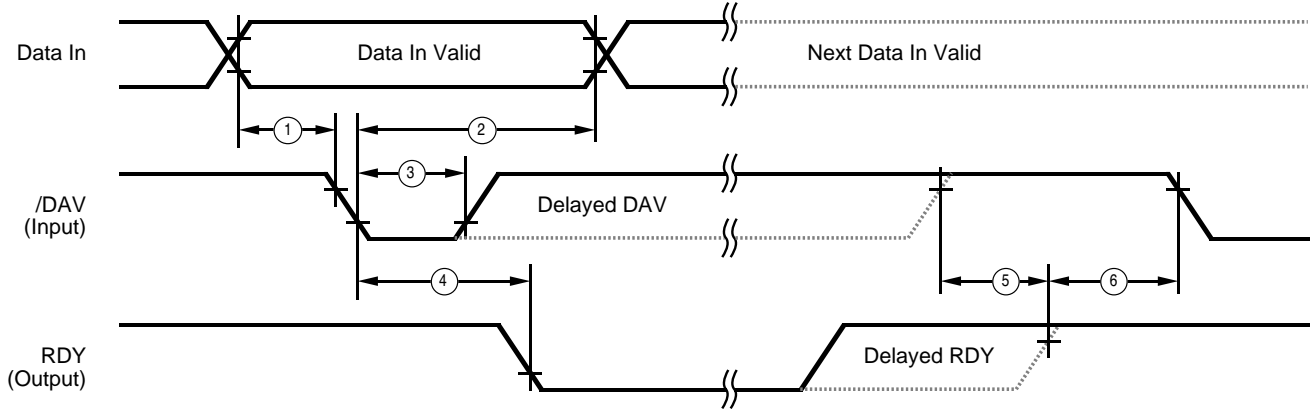 Data In
Data In Valid
Next Data In Valid
1
2
3
/DAV
(Input)
Delayed DAV
4
5
6
RDY
(Output)
Delayed RDY